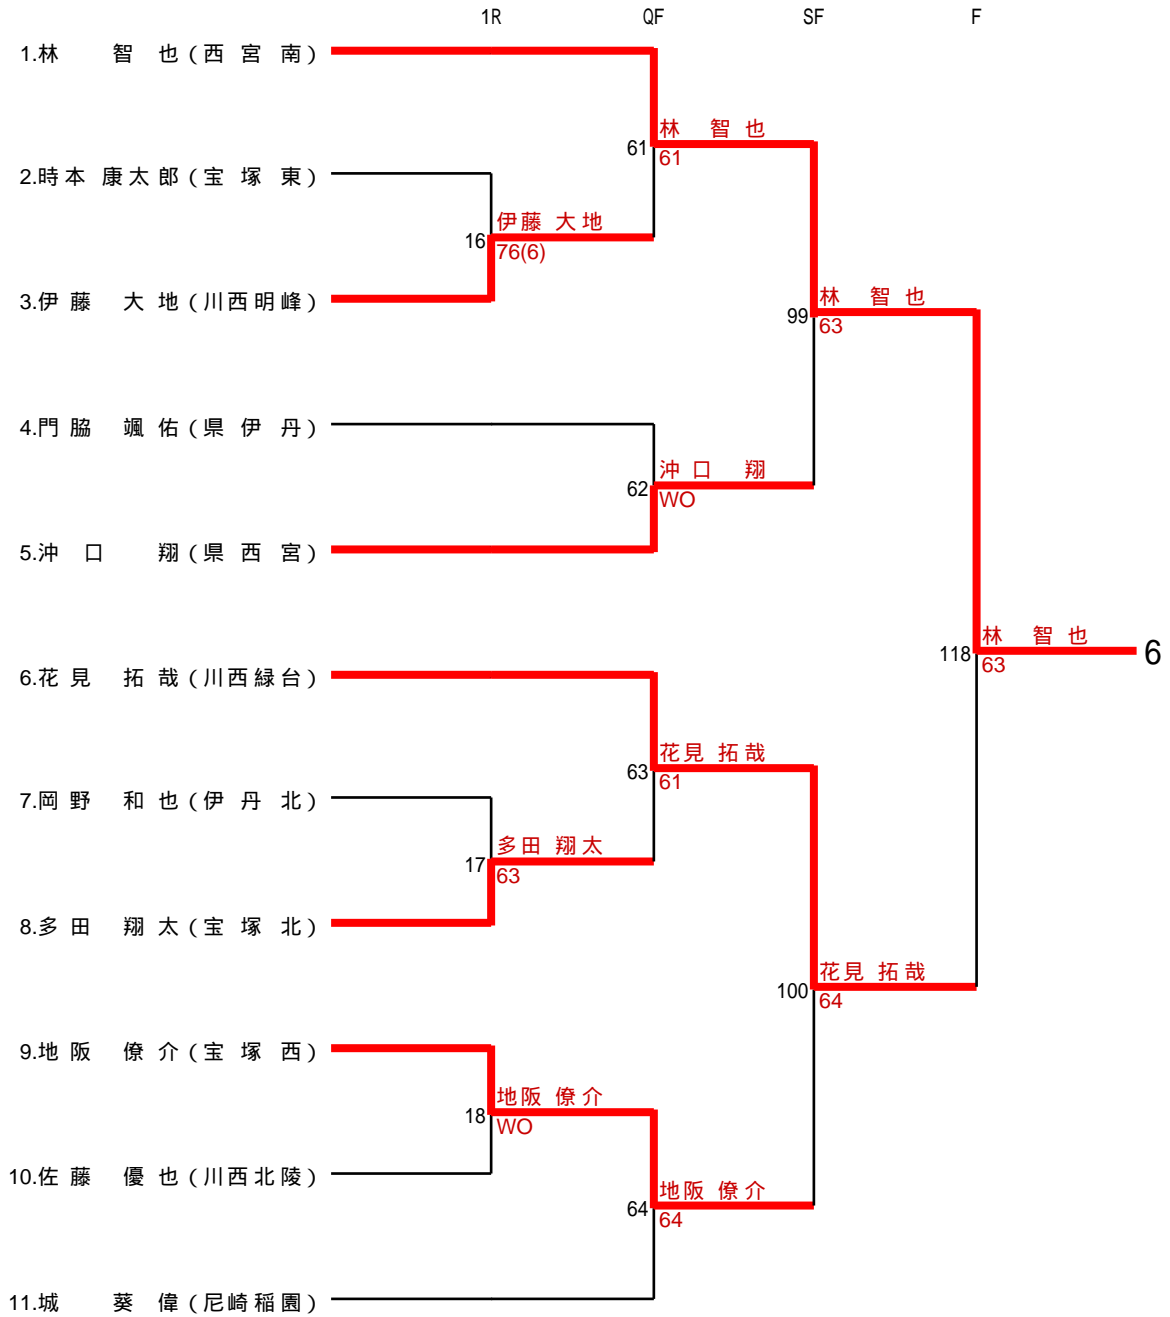 1R QF SF F
1.林 智 也 ( 西 宮 南 )
林 智 也
61
61
2.時本 康太郎 ( 宝 塚 東 )
伊藤 大地
16
76(6)
3.伊 藤 大 地 ( 川西明峰 )
林 智 也
99
63
4.門 脇 颯 佑 ( 県 伊 丹 )
沖 口 翔
62
WO
5.沖 口 翔 ( 県 西 宮 )
林 智 也
118
63
6
6.花 見 拓 哉 ( 川西緑台 )
花見 拓哉
63
61
7.岡 野 和 也 ( 伊 丹 北 )
多田 翔太
17
63
8.多 田 翔 太 ( 宝 塚 北 )
花見 拓哉
100
64
9.地 阪 僚 介 ( 宝 塚 西 )
地阪 僚介
18
WO
10.佐 藤 優 也 ( 川西北陵 )
地阪 僚介
64
64
11.城 葵 偉 ( 尼崎稲園 )